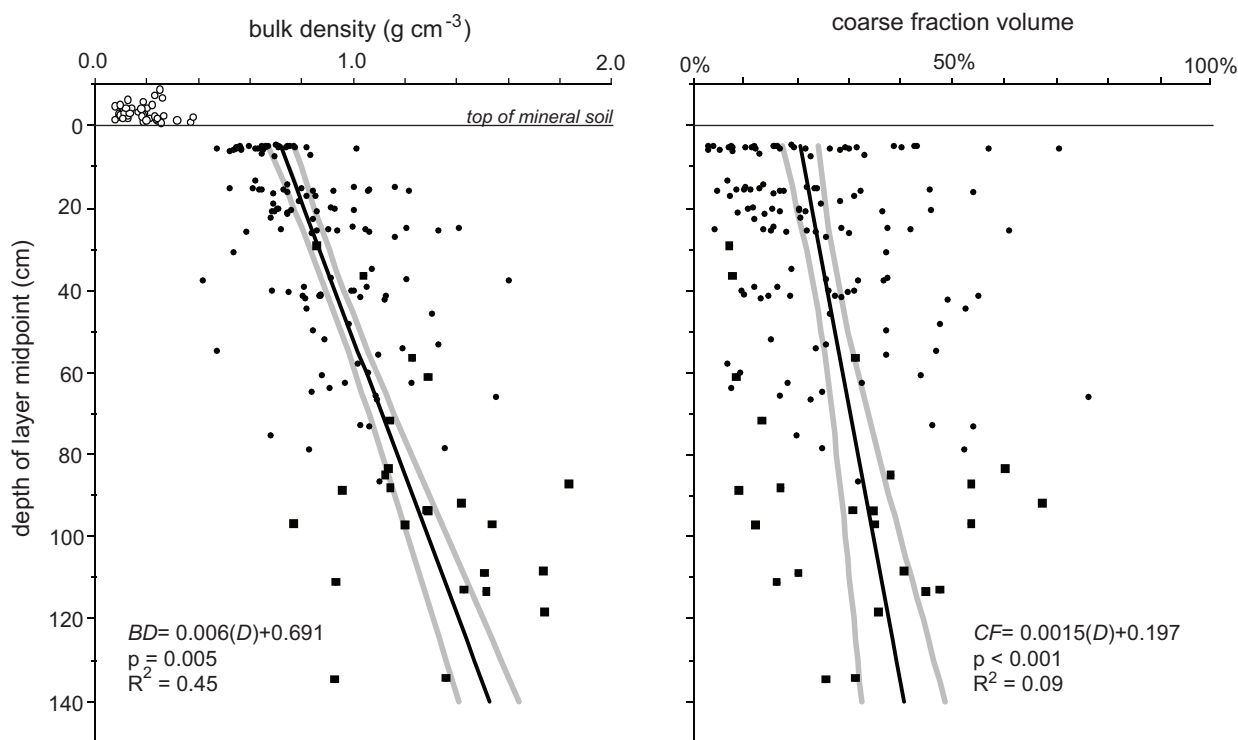 bulk density (g cm-3)
0.0 1.0 2.0
coarse fraction volume
0% 50% 100%
top of mineral soil
depth of layer midpoint (cm)
0
20
40
60
80
100
120
140
BD= 0.006(D)+0.691
p = 0.005
R2 = 0.45
CF= 0.0015(D)+0.197
p < 0.001
R2 = 0.09